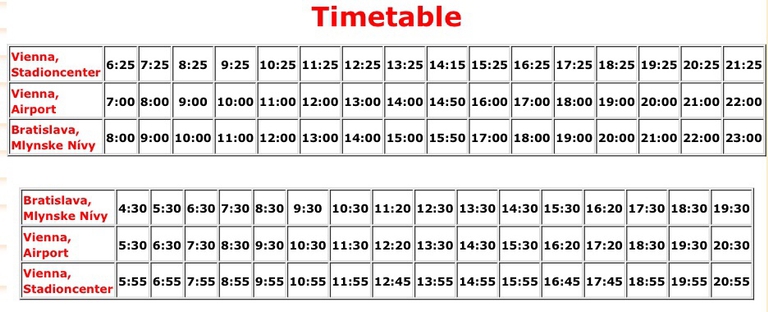 Timetable
Vienna,
Stadioncenter 6:25 7:25 8:25 9:25 10:25 11:25 12:25 13:25 14:15 15:25 16:25 17:25 18:25 19:25 20:25 21:25
Vienna,
Airport 7:00 8:00 9:00 10:00 11:00 12:00 13:00 14:00 14:50 16:00 17:00 18:00 19:00 20:00 21:00 22:00
Bratislava,
Mlynske Nívy 8:00 9:00 10:00 11:00 12:00 13:00 14:00 15:00 15:50 17:00 18:00 19:00 20:00 21:00 22:00 23:00
Bratislava,
Mlynske Nívy 4:30 5:30 6:30 7:30 8:30 9:30 10:30 11:20 12:30 13:30 14:30 15:30 16:20 17:30 18:30 19:30
Vienna,
Airport 5:30 6:30 7:30 8:30 9:30 10:30 11:30 12:20 13:30 14:30 15:30 16:20 17:20 18:30 19:30 20:30
Vienna,
Stadioncenter 5:55 6:55 7:55 8:55 9:55 10:55 11:55 12:45 13:55 14:55 15:55 16:45 17:45 18:55 19:55 20:55